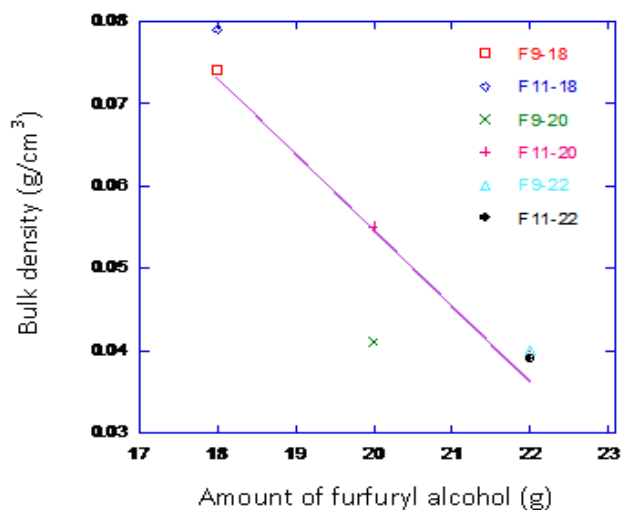 0.08
0.07
0.06
0.05
0.04
0.03
17
18
19
20
21
22
23
Bulk density (g/cm³)
Amount of furfuryl alcohol (g)
F9-18
F11-18
F9-20
F11-20
F9-22
F11-22